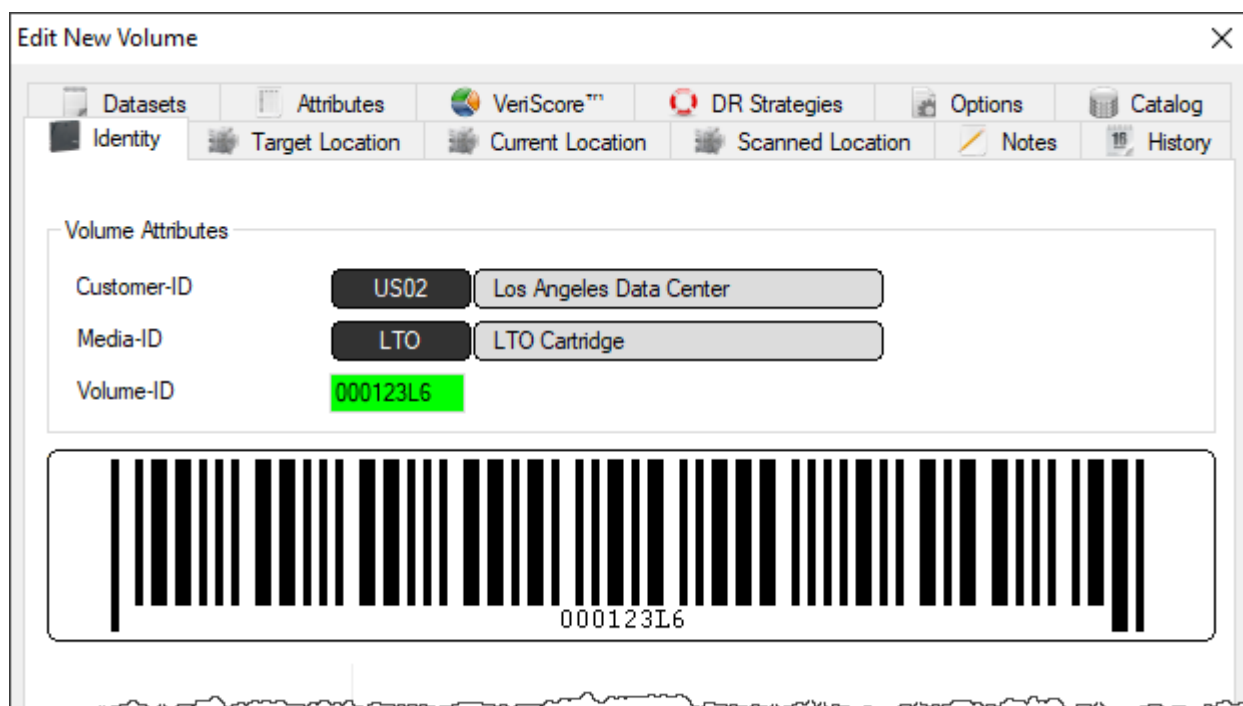 Edit New Volume
Datasets Attributes VeriScore™ DR Strategies Options Catalog
Identity Target Location Current Location Scanned Location Notes 16 History
Volume Attributes
Customer-ID US02 Los Angeles Data Center
Media-ID LTO LTO Cartridge
Volume-ID 000123L6
000123L6